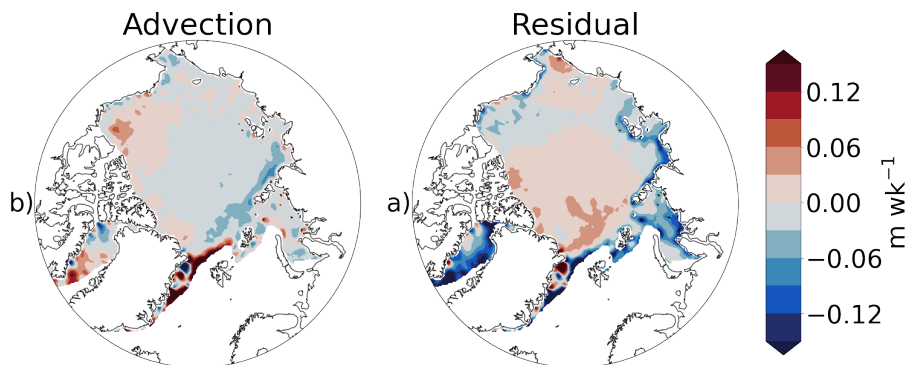 Advection
Residual
b)
a)
0.12
0.06
0.00
−0.06
−0.12
m wk⁻¹